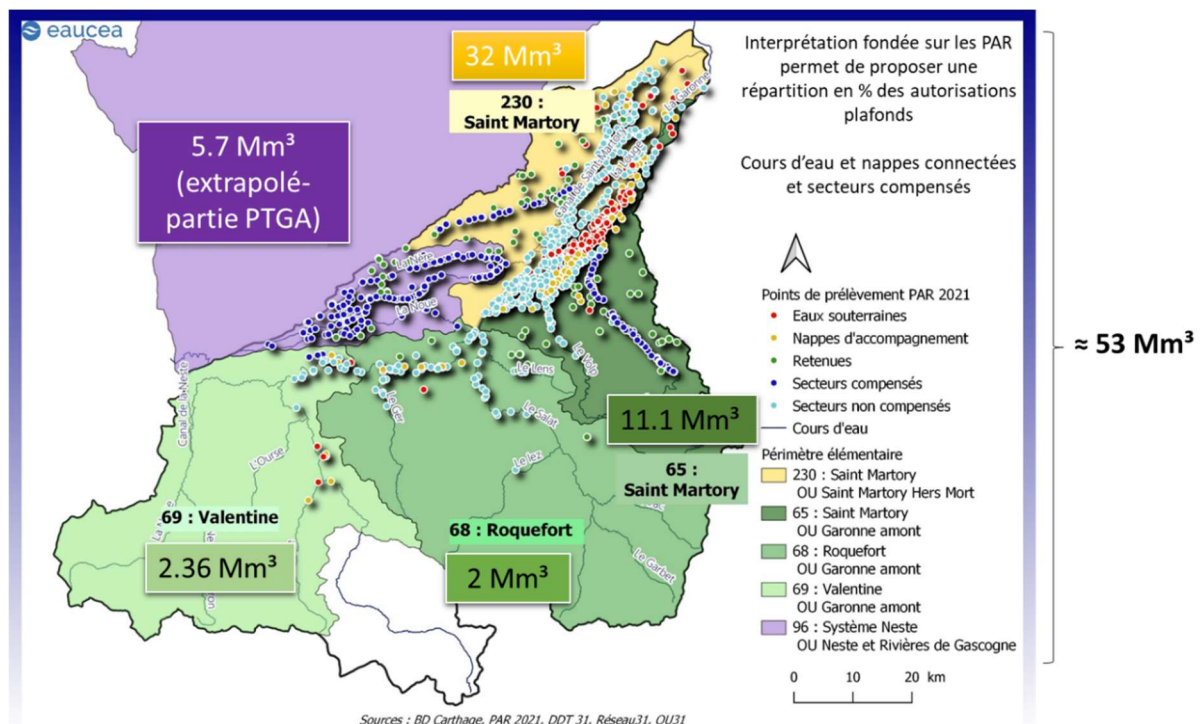 eaucea
32 Mm³
230 :
Saint Martory
5.7 Mm³
(extrapolé-
partie PTGA)
Interprétation fondée sur les PAR
permet de proposer une
répartition en % des autorisations
plafonds
Cours d'eau et nappes connectées
et secteurs compensés
La Garonne
Canal de Saint Martory
La Nère
La Noue
Canal de la Neste
L'Ourse
Le Ger
Le Lens
Le Volp
Le Salat
Le lez
Le Garbet
11.1 Mm³
65 :
Saint Martory
69 : Valentine
2.36 Mm³
68 : Roquefort
2 Mm³
Points de prélèvement PAR 2021
Eaux souterraines
Nappes d'accompagnement
Retenues
Secteurs compensés
Secteurs non compensés
Cours d'eau
Périmètre élémentaire
230 : Saint Martory
OU Saint Martory Hers Mort
65 : Saint Martory
OU Garonne amont
68 : Roquefort
OU Garonne amont
69 : Valentine
OU Garonne amont
96 : Système Neste
OU Neste et Rivières de Gascogne
0 10 20 km
≈ 53 Mm³
Sources : BD Carthage, PAR 2021, DDT 31, Réseau31, OU31